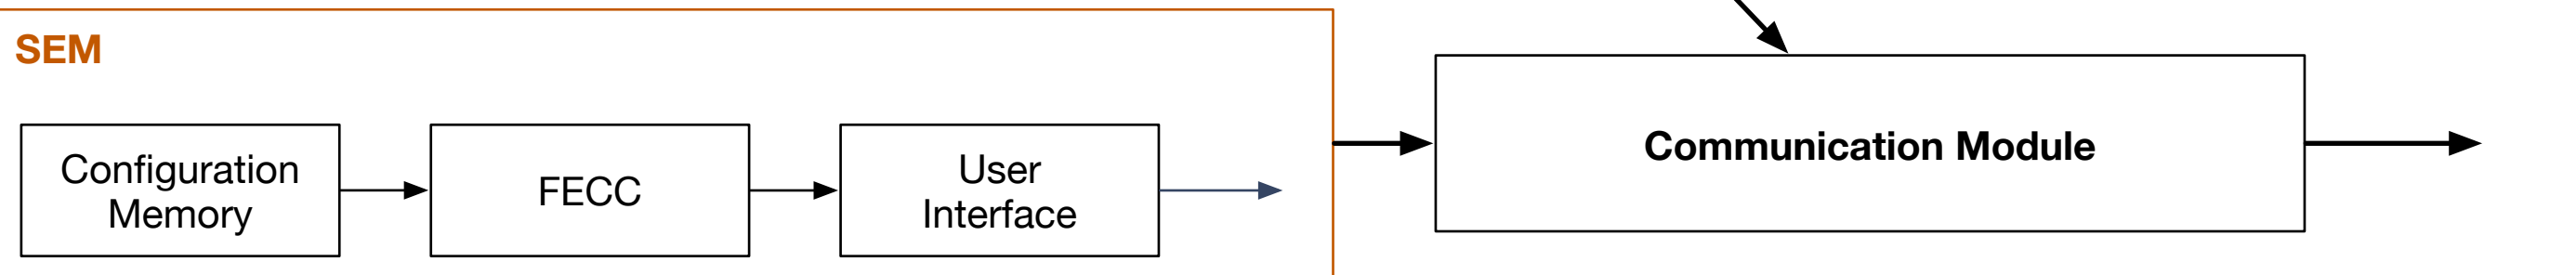 SEM
Configuration
Memory
FECC
User
Interface
Communication Module